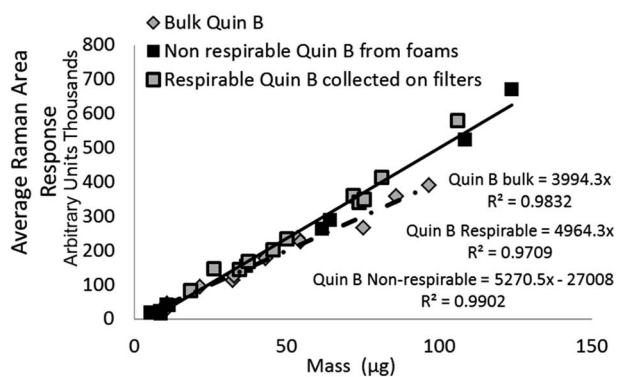 Bulk Quin B
Non respirable Quin B from foams
Respirable Quin B collected on filters
Average Raman Area
Response
Arbitrary Units Thousands
800
700
600
500
400
300
200
100
0
Quin B bulk = 3994.3x
R² = 0.9832
Quin B Respirable = 4964.3x
R² = 0.9709
Quin B Non-respirable = 5270.5x - 27008
R² = 0.9902
0
50
100
150
Mass (µg)